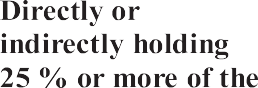 Directly or
indirectly holding
25 % or more of the